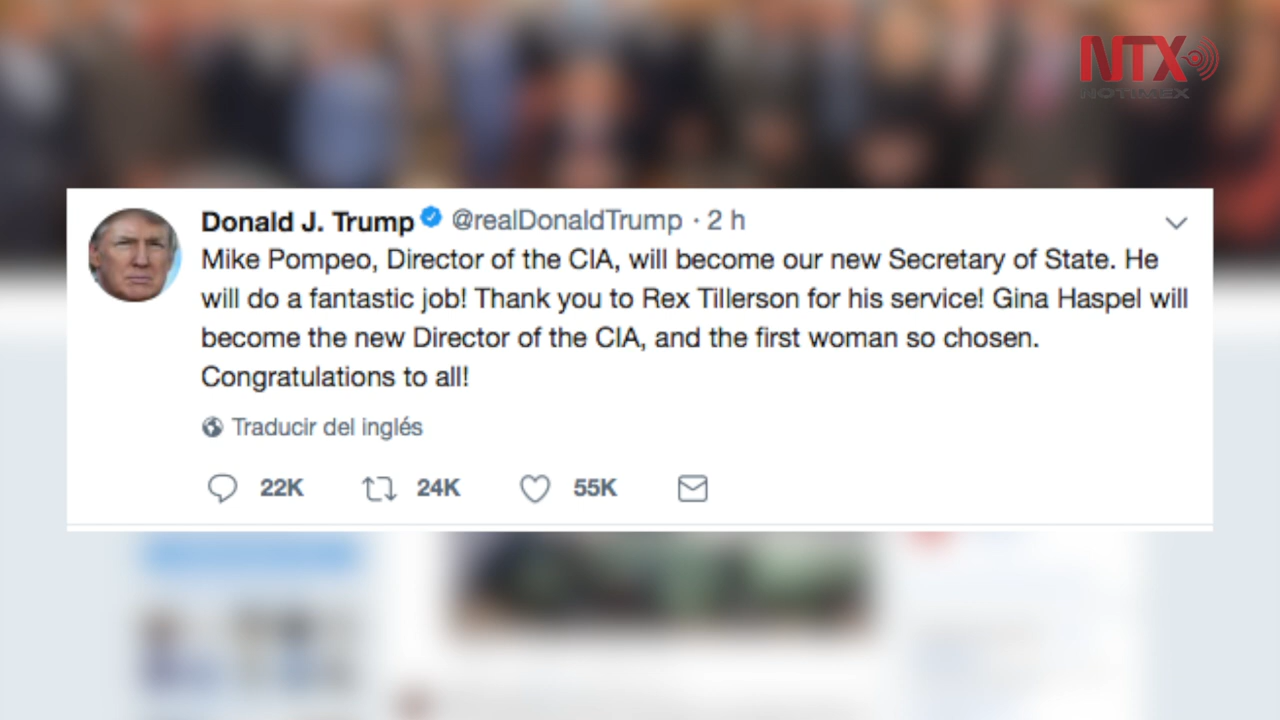 NTX
NOTIMEX
Donald J. Trump @realDonaldTrump · 2 h
Mike Pompeo, Director of the CIA, will become our new Secretary of State. He
will do a fantastic job! Thank you to Rex Tillerson for his service! Gina Haspel will
become the new Director of the CIA, and the first woman so chosen.
Congratulations to all!
Traducir del inglés
22K 24K 55K